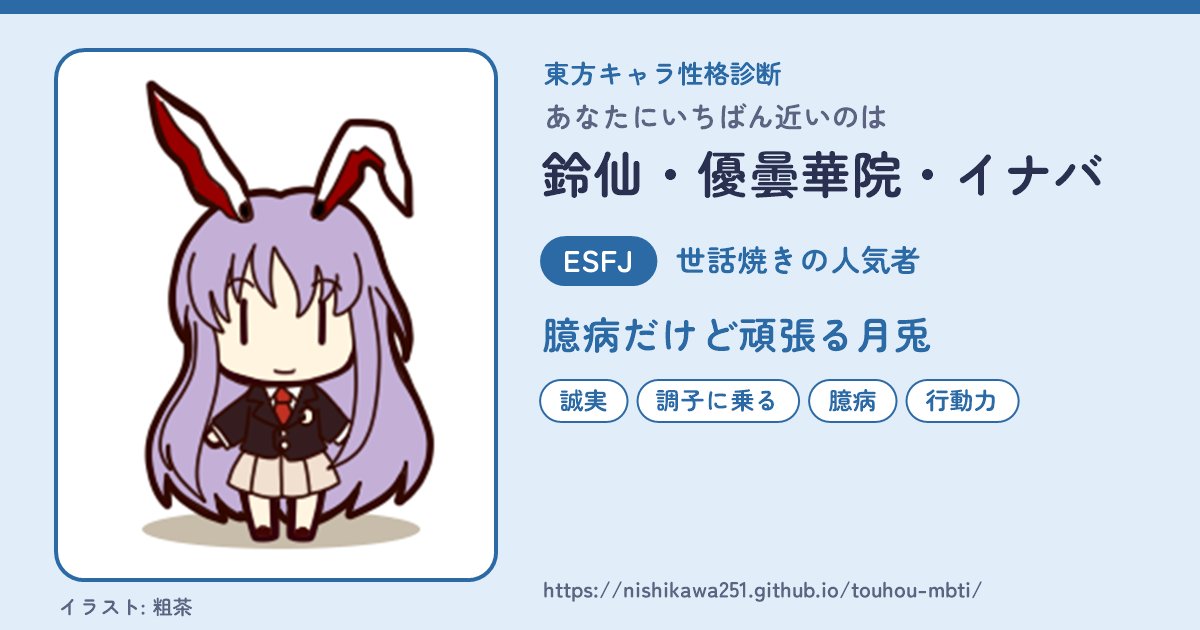 東方キャラ性格診断
あなたにいちばん近いのは
鈴仙・優曇華院・イナバ
ESFJ 世話焼きの人気者
臆病だけど頑張る月兎
誠実 調子に乗る 臆病 行動力
https://nishikawa251.github.io/touhou-mbti/
イラスト: 粗茶